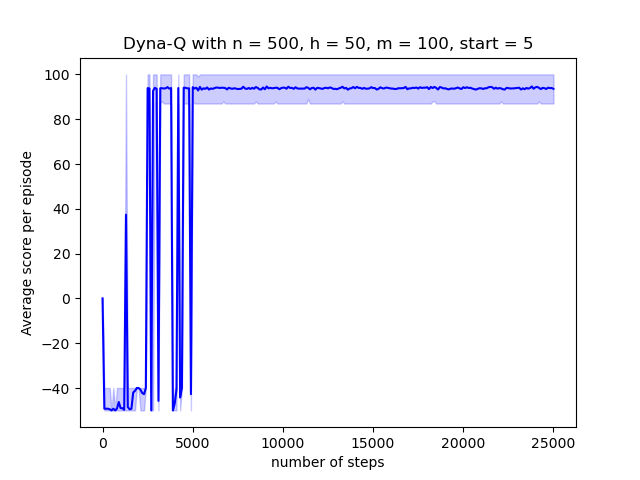 Dyna-Q with n = 500, h = 50, m = 100, start = 5
100
80
60
40
20
0
−20
−40
Average score per episode
0 5000 10000 15000 20000 25000
number of steps